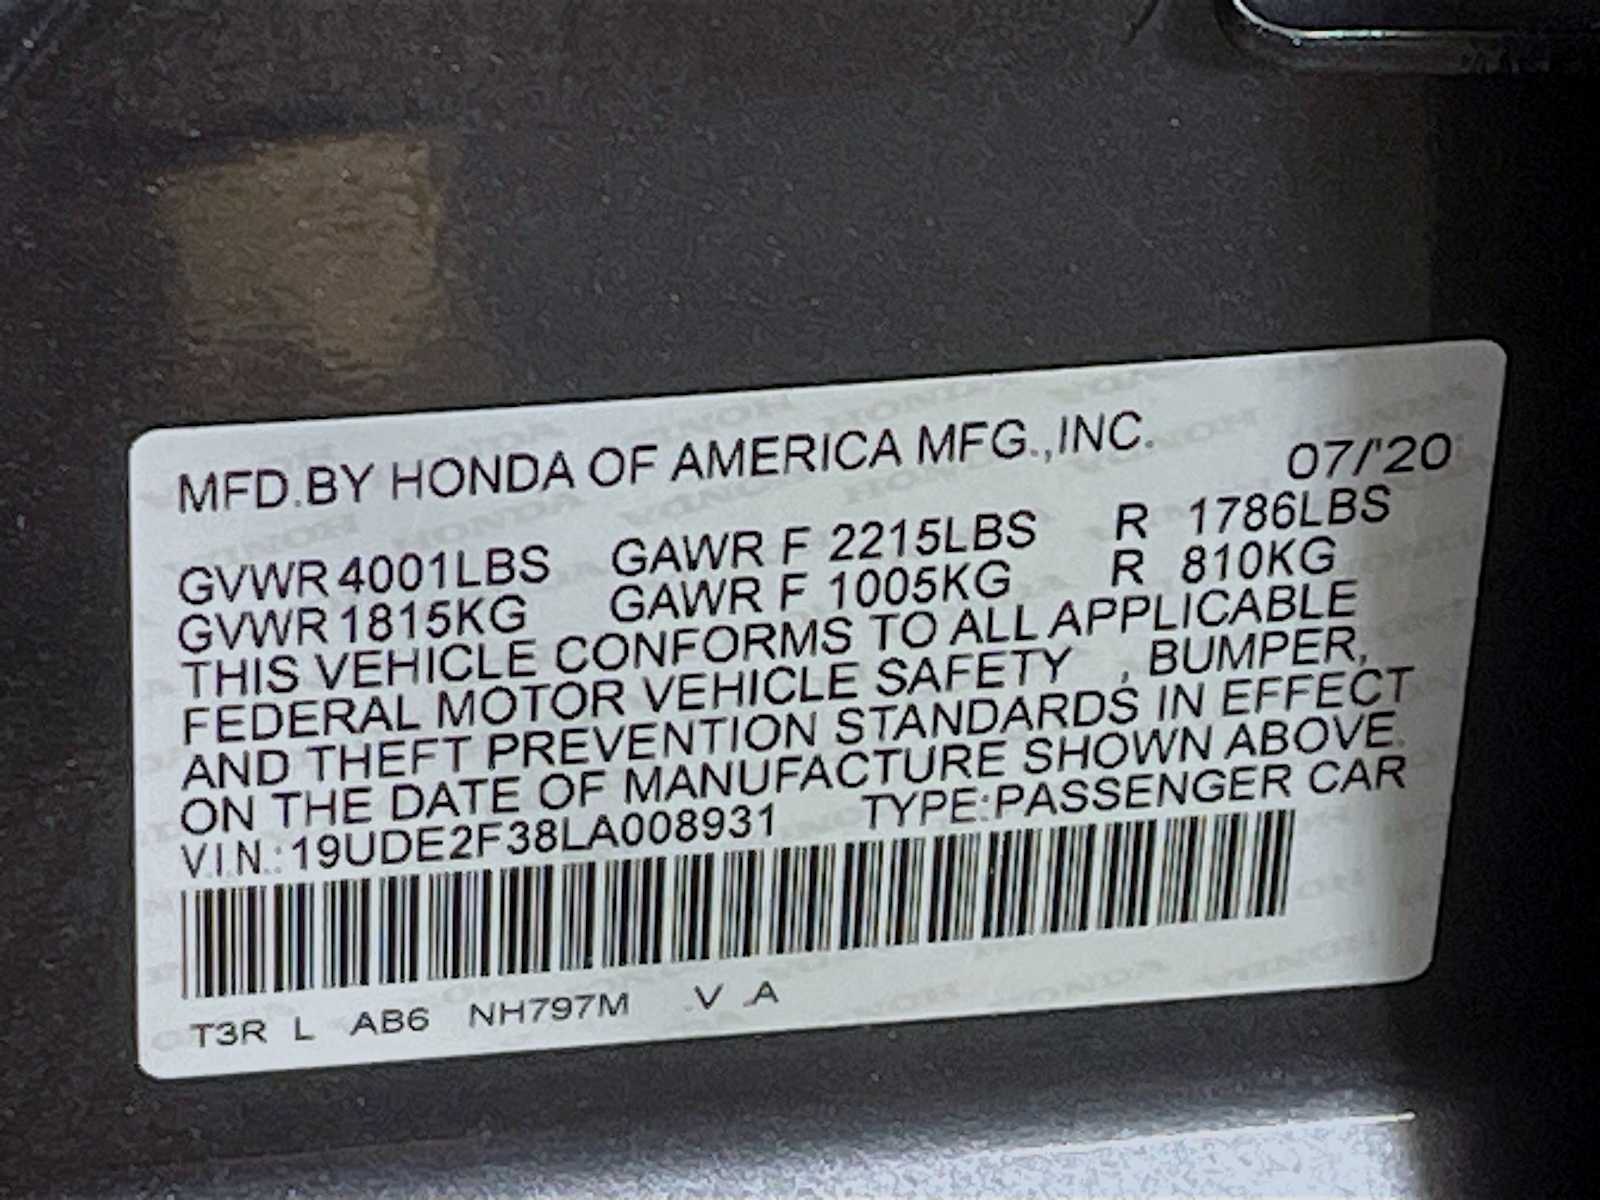 MFD.BY HONDA OF AMERICA MFG.,INC. 07/'20
GVWR 4001LBS GAWR F 2215LBS R 1786LBS
GVWR 1815KG GAWR F 1005KG R 810KG
THIS VEHICLE CONFORMS TO ALL APPLICABLE
FEDERAL MOTOR VEHICLE SAFETY , BUMPER,
AND THEFT PREVENTION STANDARDS IN EFFECT
ON THE DATE OF MANUFACTURE SHOWN ABOVE.
V.I.N.:19UDE2F38LA008931 TYPE:PASSENGER CAR
T3R L AB6 NH797M V A